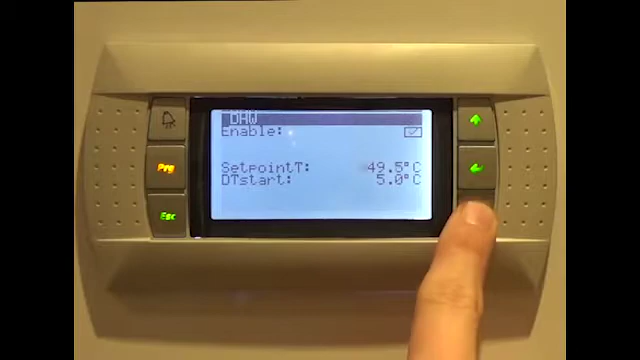 DHW
Enable:
SetpointT: 49.5°C
DTstart: 5.0°C
Prg
Esc